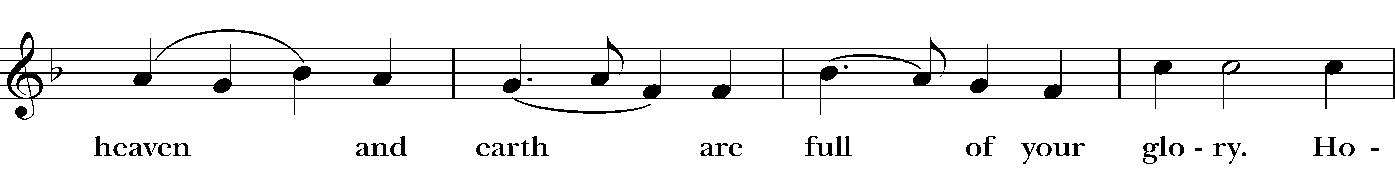 heaven and earth are full of your glo - ry. Ho -